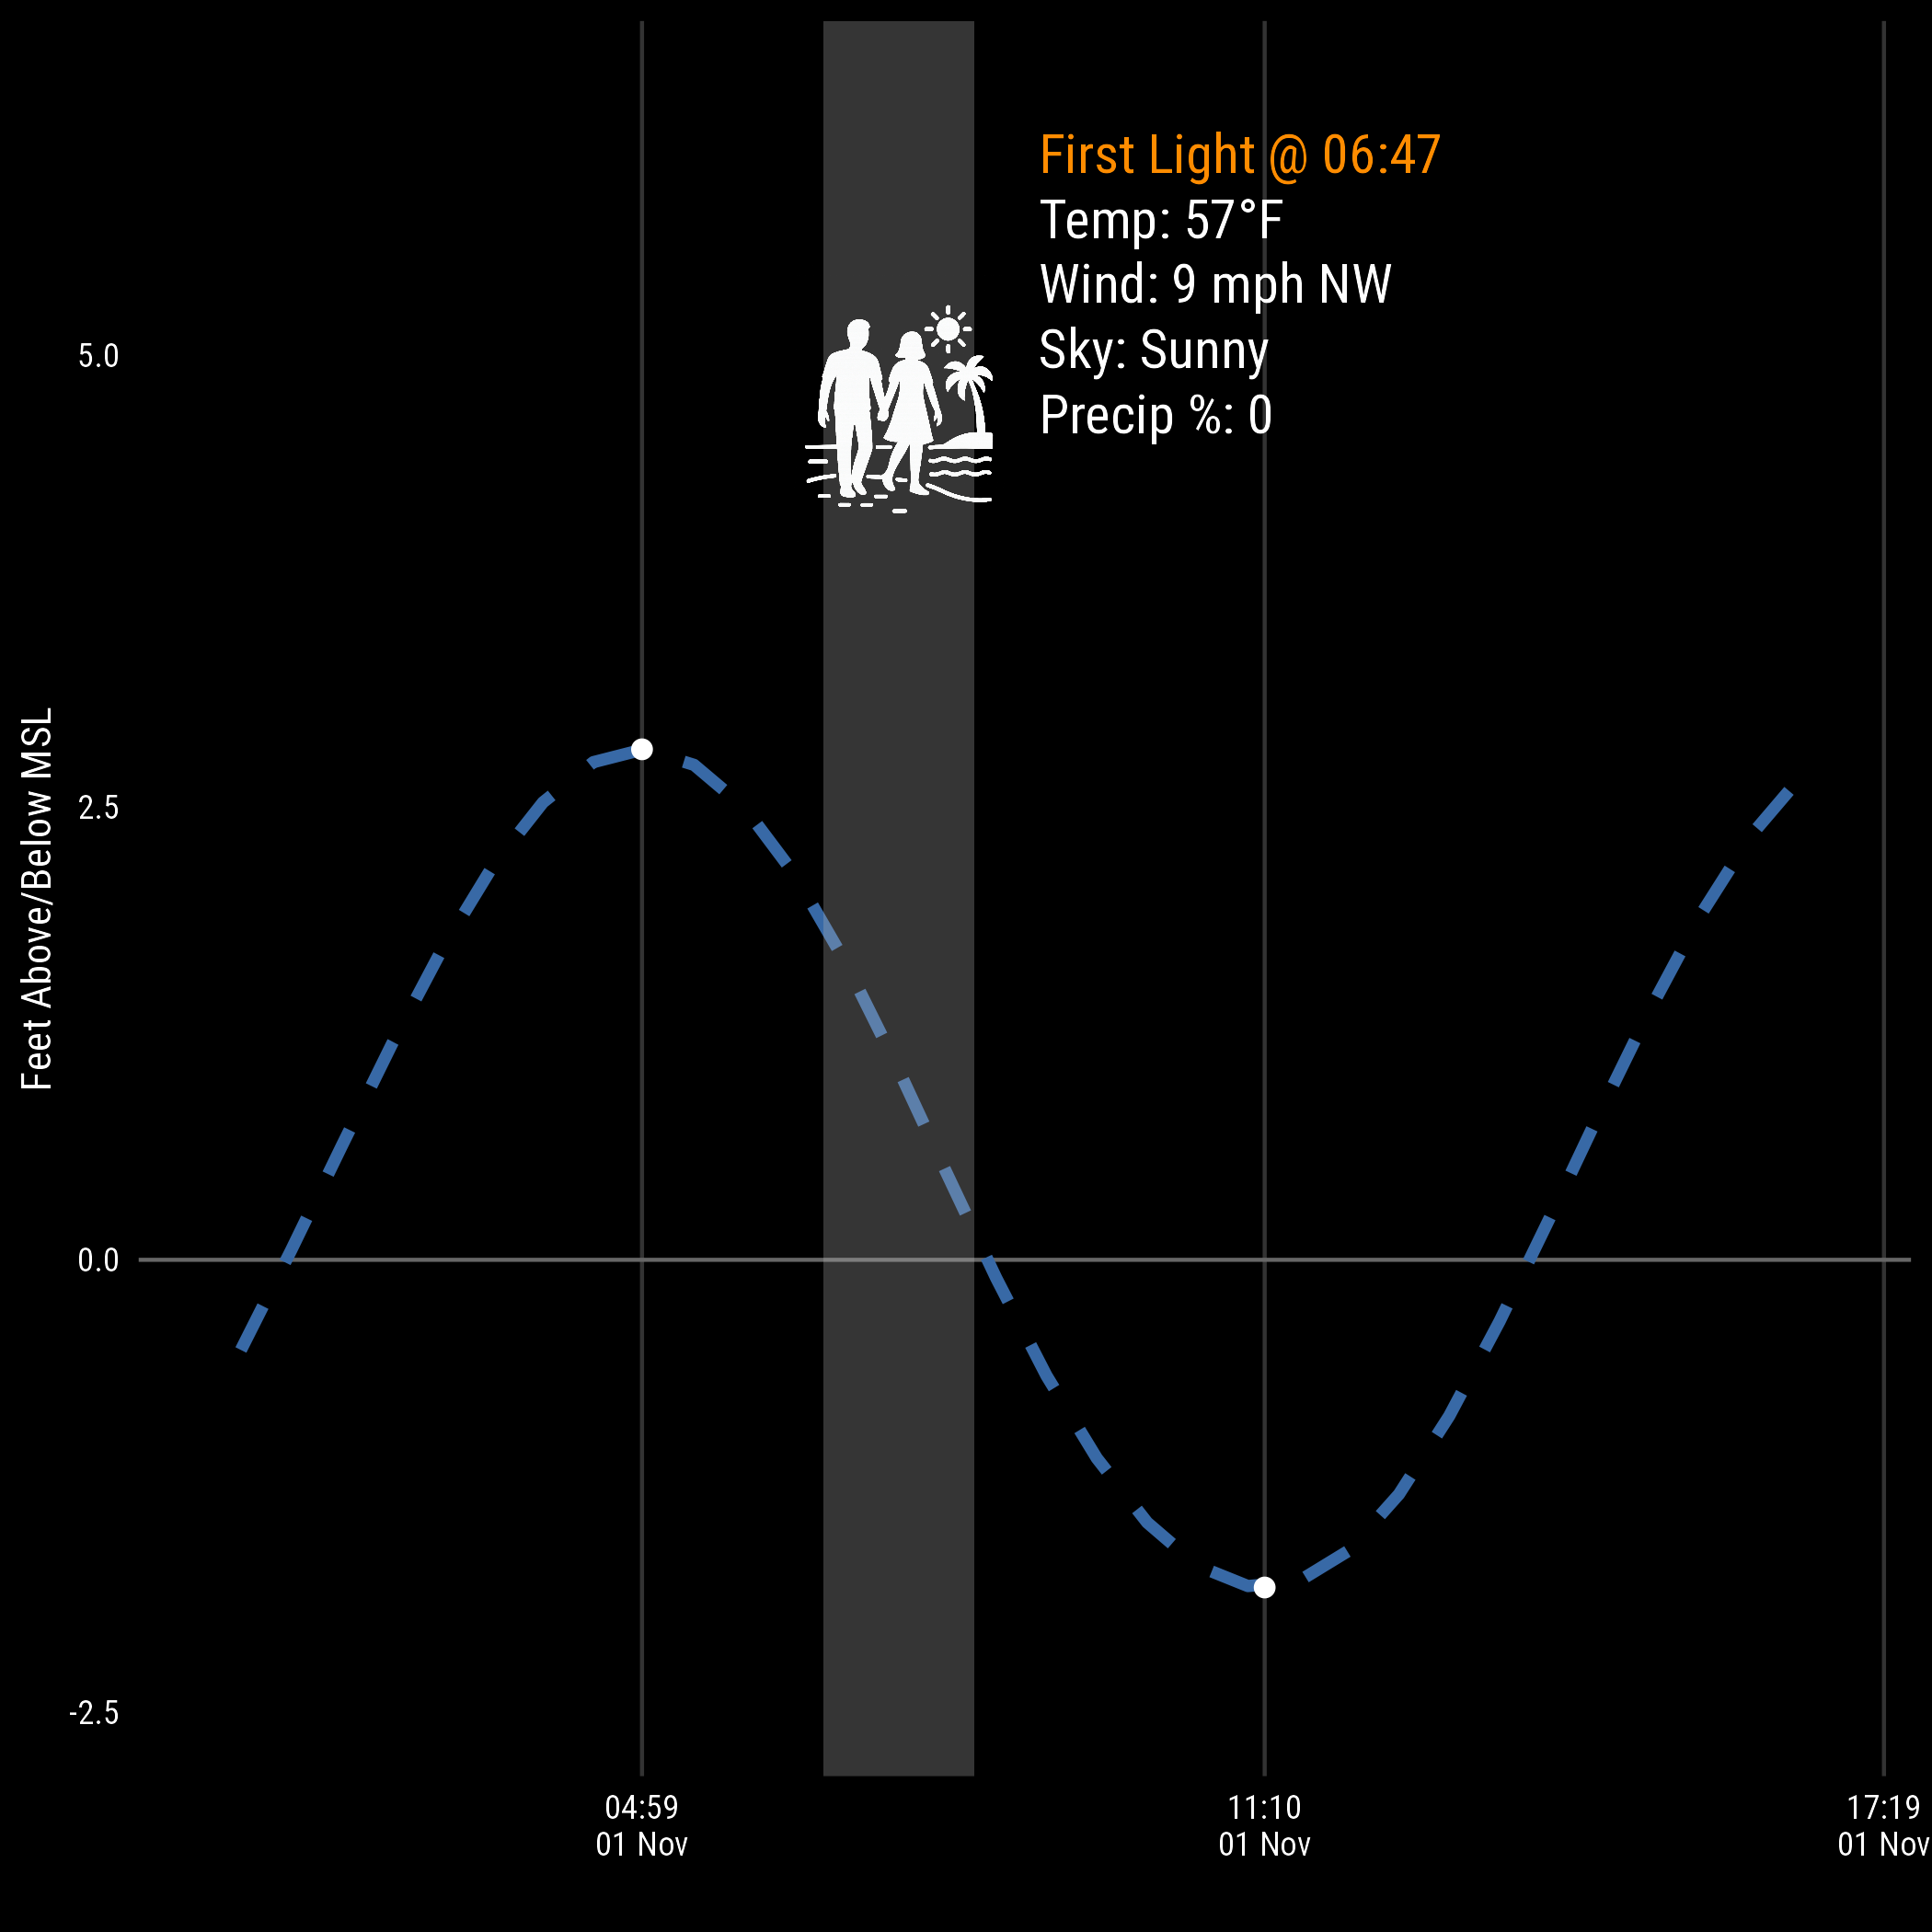 First Light @ 06:47
Temp: 57°F
Wind: 9 mph NW
Sky: Sunny
Precip %: 0
Feet Above/Below MSL
5.0
2.5
0.0
-2.5
04:59
01 Nov
11:10
01 Nov
17:19
01 Nov